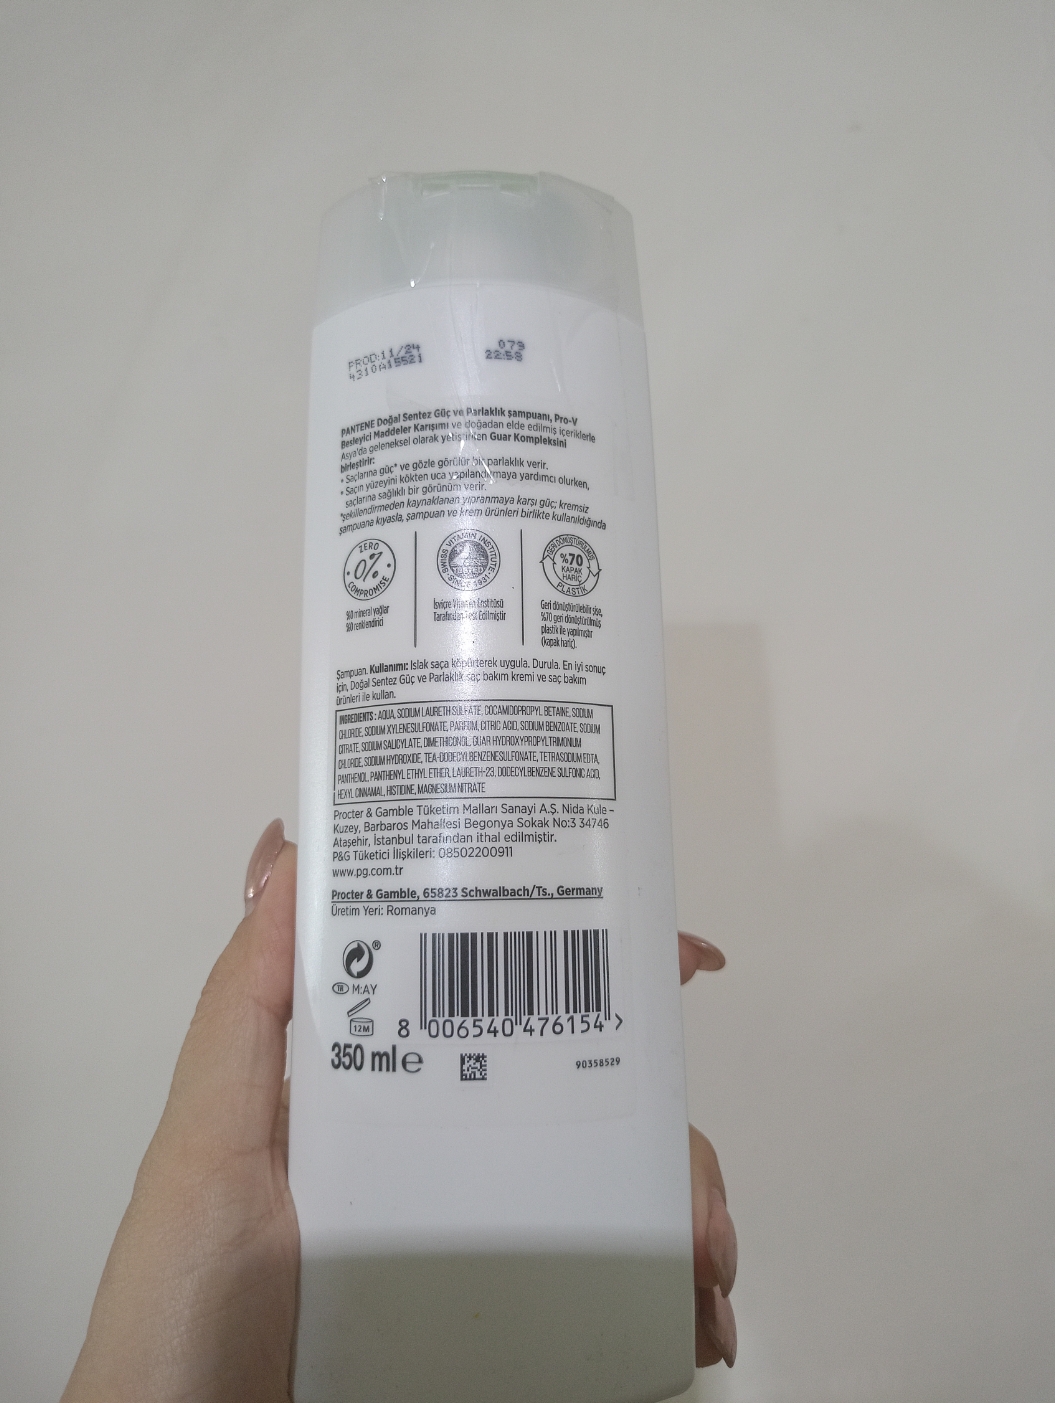 PROD:11/24
4310A15521
079
22:58
PANTENE Doğal Sentez Güç ve Parlaklık şampuanı, Pro-V
Besleyici Maddeler Karışımı ve doğadan elde edilmiş içeriklerle
Asya'da geleneksel olarak yetiştirilen Guar Kompleksini
birleştirir:
• Saçlarına güç* ve gözle görülür bir parlaklık verir.
• Saçın yüzeyini kökten uca yapılandırmaya yardımcı olurken,
saçlarına sağlıklı bir görünüm verir.
*şekillendirmeden kaynaklanan yıpranmaya karşı güç; kremsiz
şampuana kıyasla, şampuan ve krem ürünleri birlikte kullanıldığında
ZERO
0%
COMPROMISE
%0 mineral yağlar
%0 renklendirici
SWISS VITAMIN INSTITUTE
SINCE 1931
İsviçre Vitamin Enstitüsü
Tarafından Test Edilmiştir
GERİ DÖNÜŞTÜRÜLMÜŞ
%70
KAPAK
HARİÇ
PLASTİK
Geri dönüştürülebilir şişe,
%70 geri dönüştürülmüş
plastik ile yapılmıştır
(kapak hariç).
Şampuan. Kullanımı: Islak saça köpürterek uygula. Durula. En iyi sonuç
için, Doğal Sentez Güç ve Parlaklık saç bakım kremi ve saç bakım
ürünleri ile kullan.
INGREDIENTS: AQUA, SODIUM LAURETH SULFATE, COCAMIDOPROPYL BETAINE, SODIUM
CHLORIDE, SODIUM XYLENESULFONATE, PARFUM, CITRIC ACID, SODIUM BENZOATE, SODIUM
CITRATE, SODIUM SALICYLATE, DIMETHICONOL, GUAR HYDROXYPROPYLTRIMONIUM
CHLORIDE, SODIUM HYDROXIDE, TEA-DODECYLBENZENESULFONATE, TETRASODIUM EDTA,
PANTHENOL, PANTHENYL ETHYL ETHER, LAURETH-23, DODECYLBENZENE SULFONIC ACID,
HEXYL CINNAMAL, HISTIDINE, MAGNESIUM NITRATE
Procter & Gamble Tüketim Malları Sanayi A.Ş. Nida Kule –
Kuzey, Barbaros Mahallesi Begonya Sokak No:3 34746
Ataşehir, İstanbul tarafından ithal edilmiştir.
P&G Tüketici İlişkileri: 08502200911
www.pg.com.tr
Procter & Gamble, 65823 Schwalbach/Ts., Germany
Üretim Yeri: Romanya
®
TR M:AY
12M
8 006540 476154 >
350 ml e
90358529